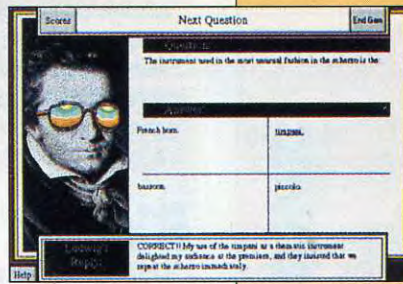 Scores Next Question End Game
Question:
The instrument used in the most unusual fashion in the scherzo is the:
Answer:
French horn. timpani.
bassoon. piccolo.
Ludwig's
Reply:
CORRECT!! My use of the timpani as a thematic instrument
delighted my audience at the premiere, and they insisted that we
repeat the scherzo immediately.
Help